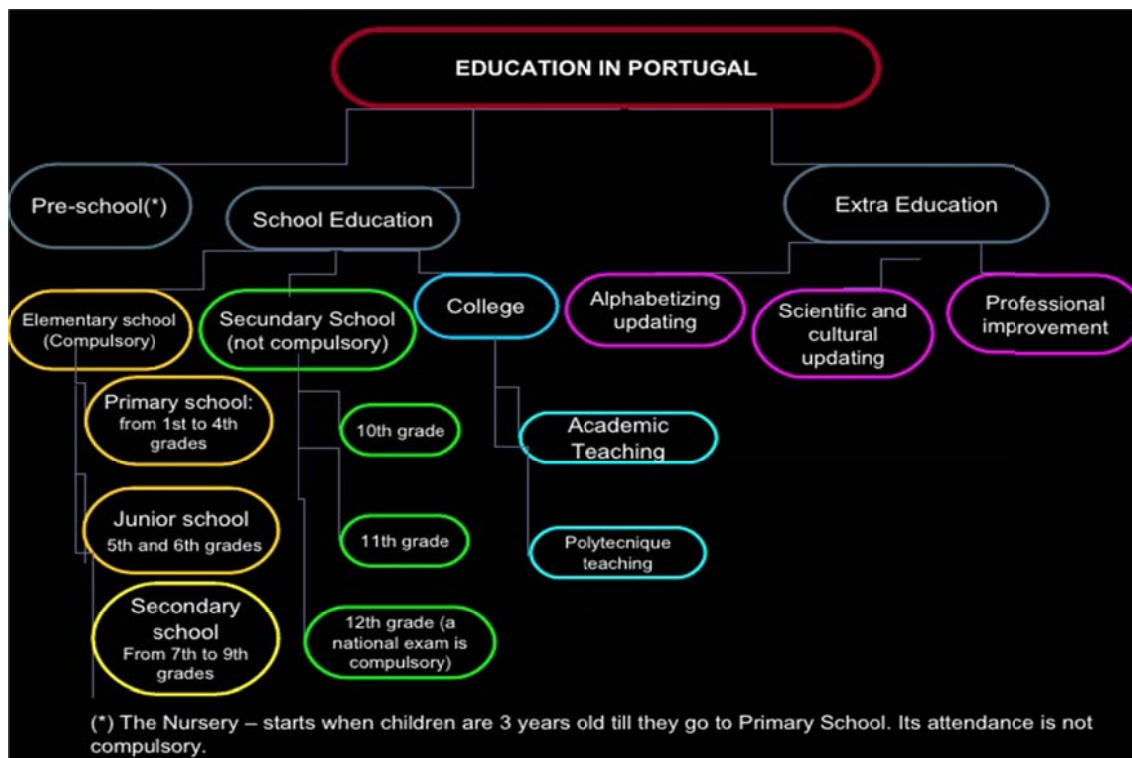 EDUCATION IN PORTUGAL
Pre-school(*)
School Education
Extra Education
Elementary school
(Compulsory)
Secundary School
(not compulsory)
College
Alphabetizing
updating
Scientific and
cultural
updating
Professional
improvement
Primary school:
from 1st to 4th
grades
10th grade
Academic
Teaching
Junior school
5th and 6th grades
11th grade
Polytecnique
teaching
Secondary
school
From 7th to 9th
grades
12th grade (a
national exam is
compulsory)
(*) The Nursery – starts when children are 3 years old till they go to Primary School. Its attendance is not
compulsory.